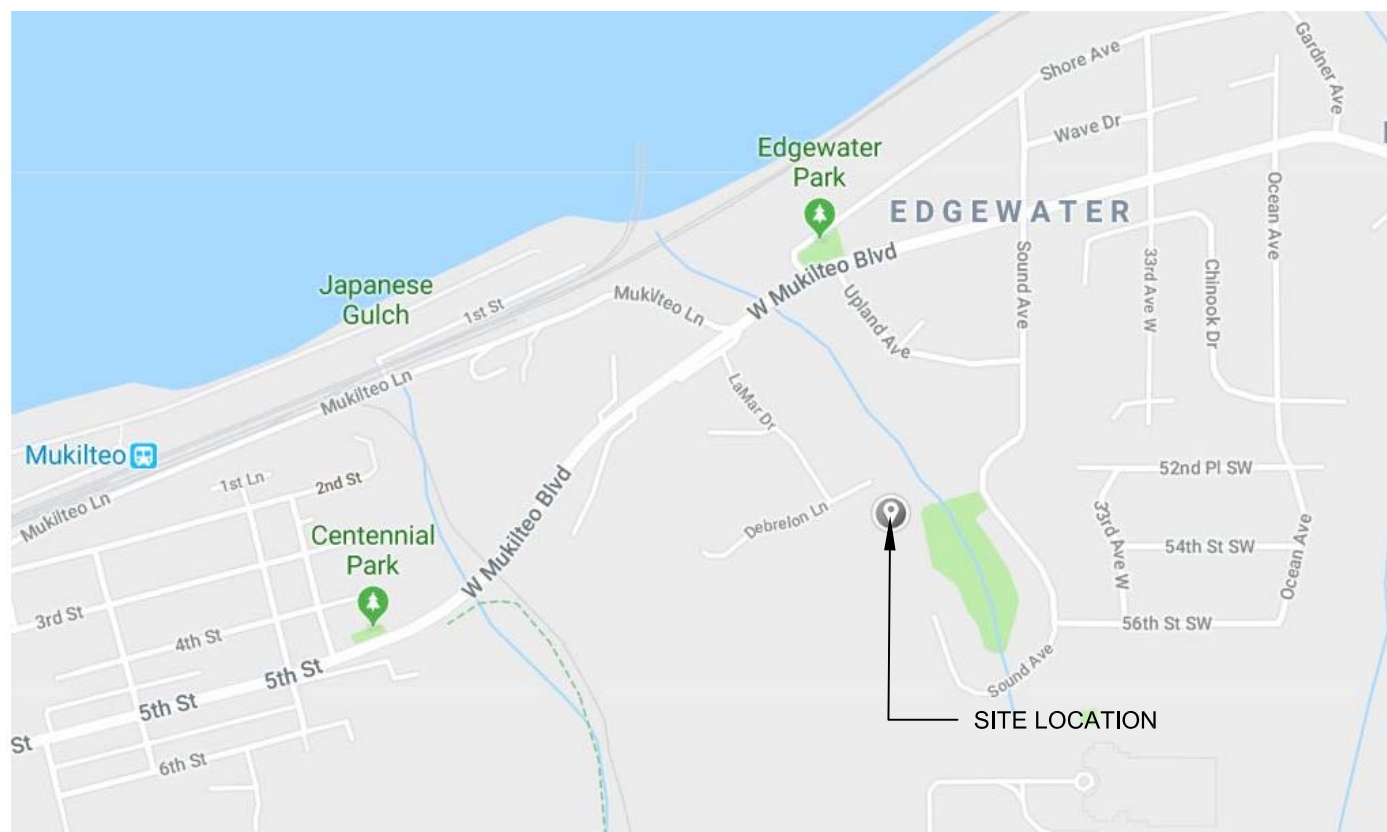 Gardner Ave
Shore Ave
Wave Dr
Edgewater
Park
EDGEWATER
Ocean Ave
W Mukilteo Blvd
Sound Ave
33rd Ave W
Chinook Dr
Japanese
Gulch
1st St
Mukilteo Ln
Upland Ave
Mukilteo Ln
LaMar Dr
Mukilteo
1st Ln
2nd St
52nd Pl SW
Mukilteo Ln
W Mukilteo Blvd
Debrelon Ln
33rd Ave W
54th St SW
Ocean Ave
Centennial
Park
3rd St
4th St
56th St SW
5th St
Sound Ave
5th St
SITE LOCATION
St
6th St